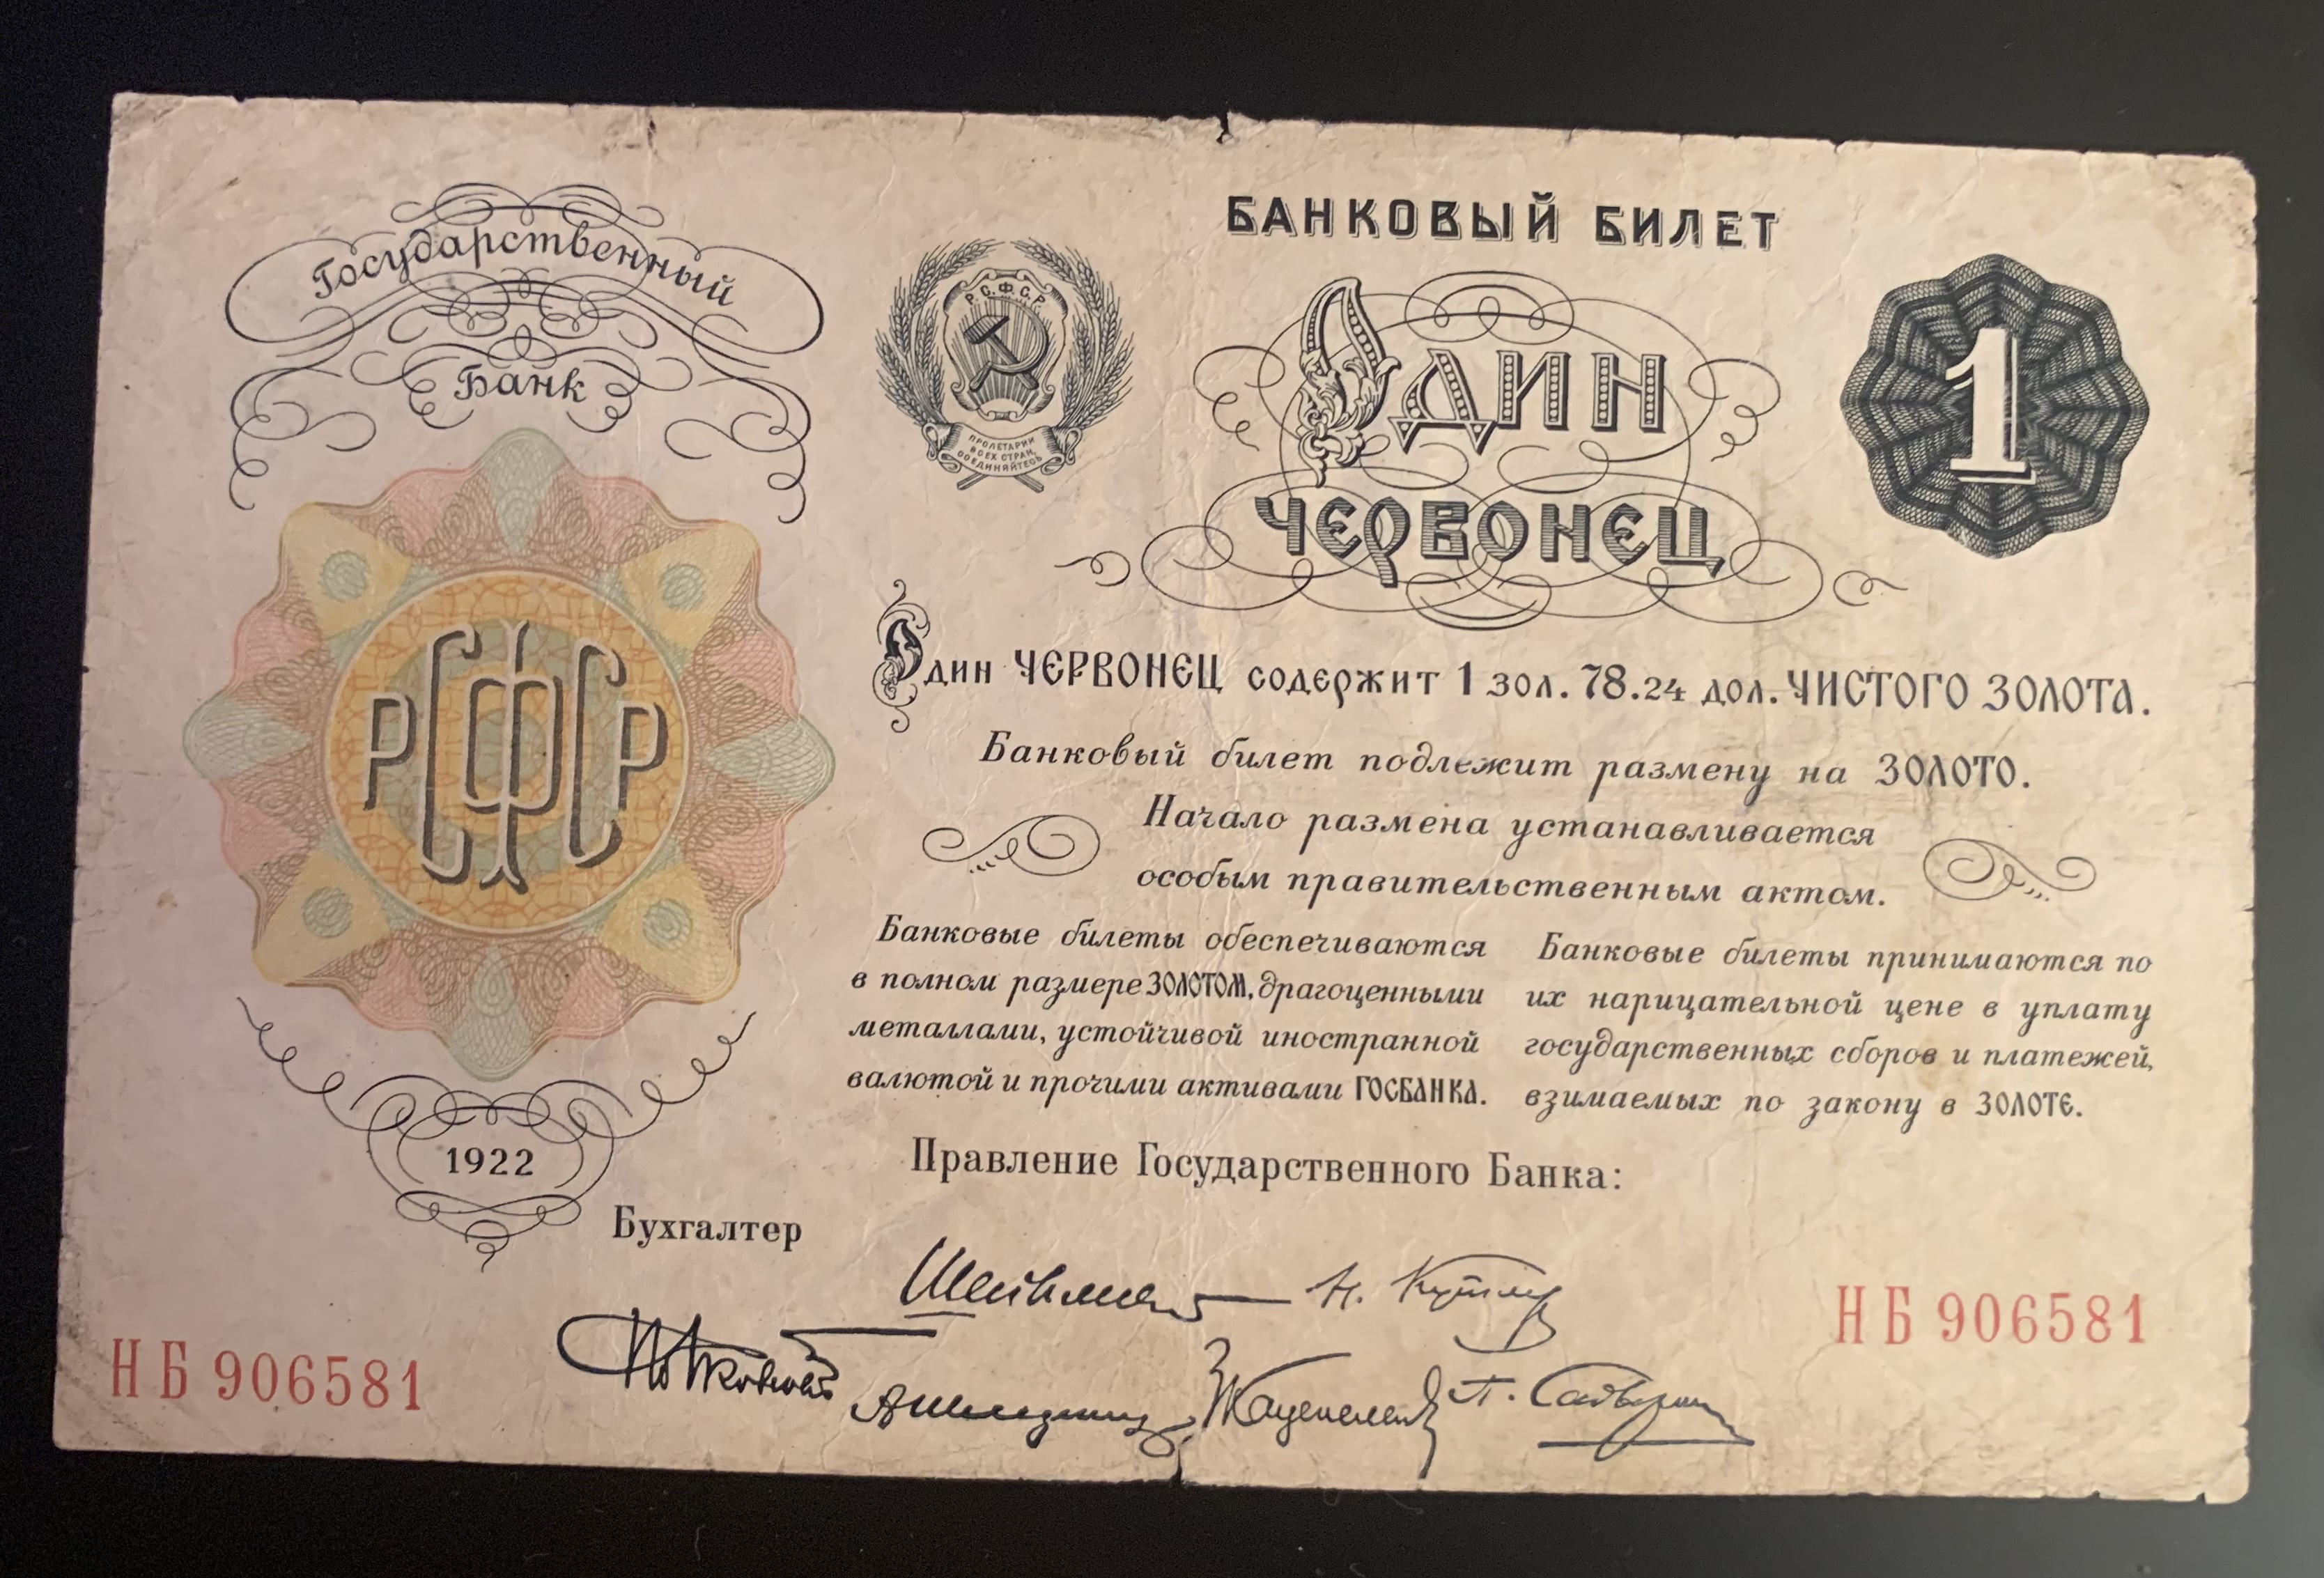 Государственный
Банк
БАНКОВЫЙ БИЛЕТ
Р.С.Ф.С.Р.
ПРОЛЕТАРИИ
ВСЕХ СТРАН,
СОЕДИНЯЙТЕСЬ
ОДИН
ЧЕРВОНЕЦ
1
РСФСР
Один ЧЕРВОНЕЦ содержит 1 зол. 78.24 дол. ЧИСТОГО ЗОЛОТА.
Банковый билет подлежит размену на ЗОЛОТО.
Начало размена устанавливается
особым правительственным актом.
Банковые билеты обеспечиваются
в полном размере ЗОЛОТОМ, драгоценными
металлами, устойчивой иностранной
валютой и прочими активами ГОСБАНКА.
Банковые билеты принимаются по
их нарицательной цене в уплату
государственных сборов и платежей,
взимаемых по закону в ЗОЛОТЕ.
1922
Правление Государственного Банка:
Бухгалтер
Н.
П.
НБ 906581
НБ 906581